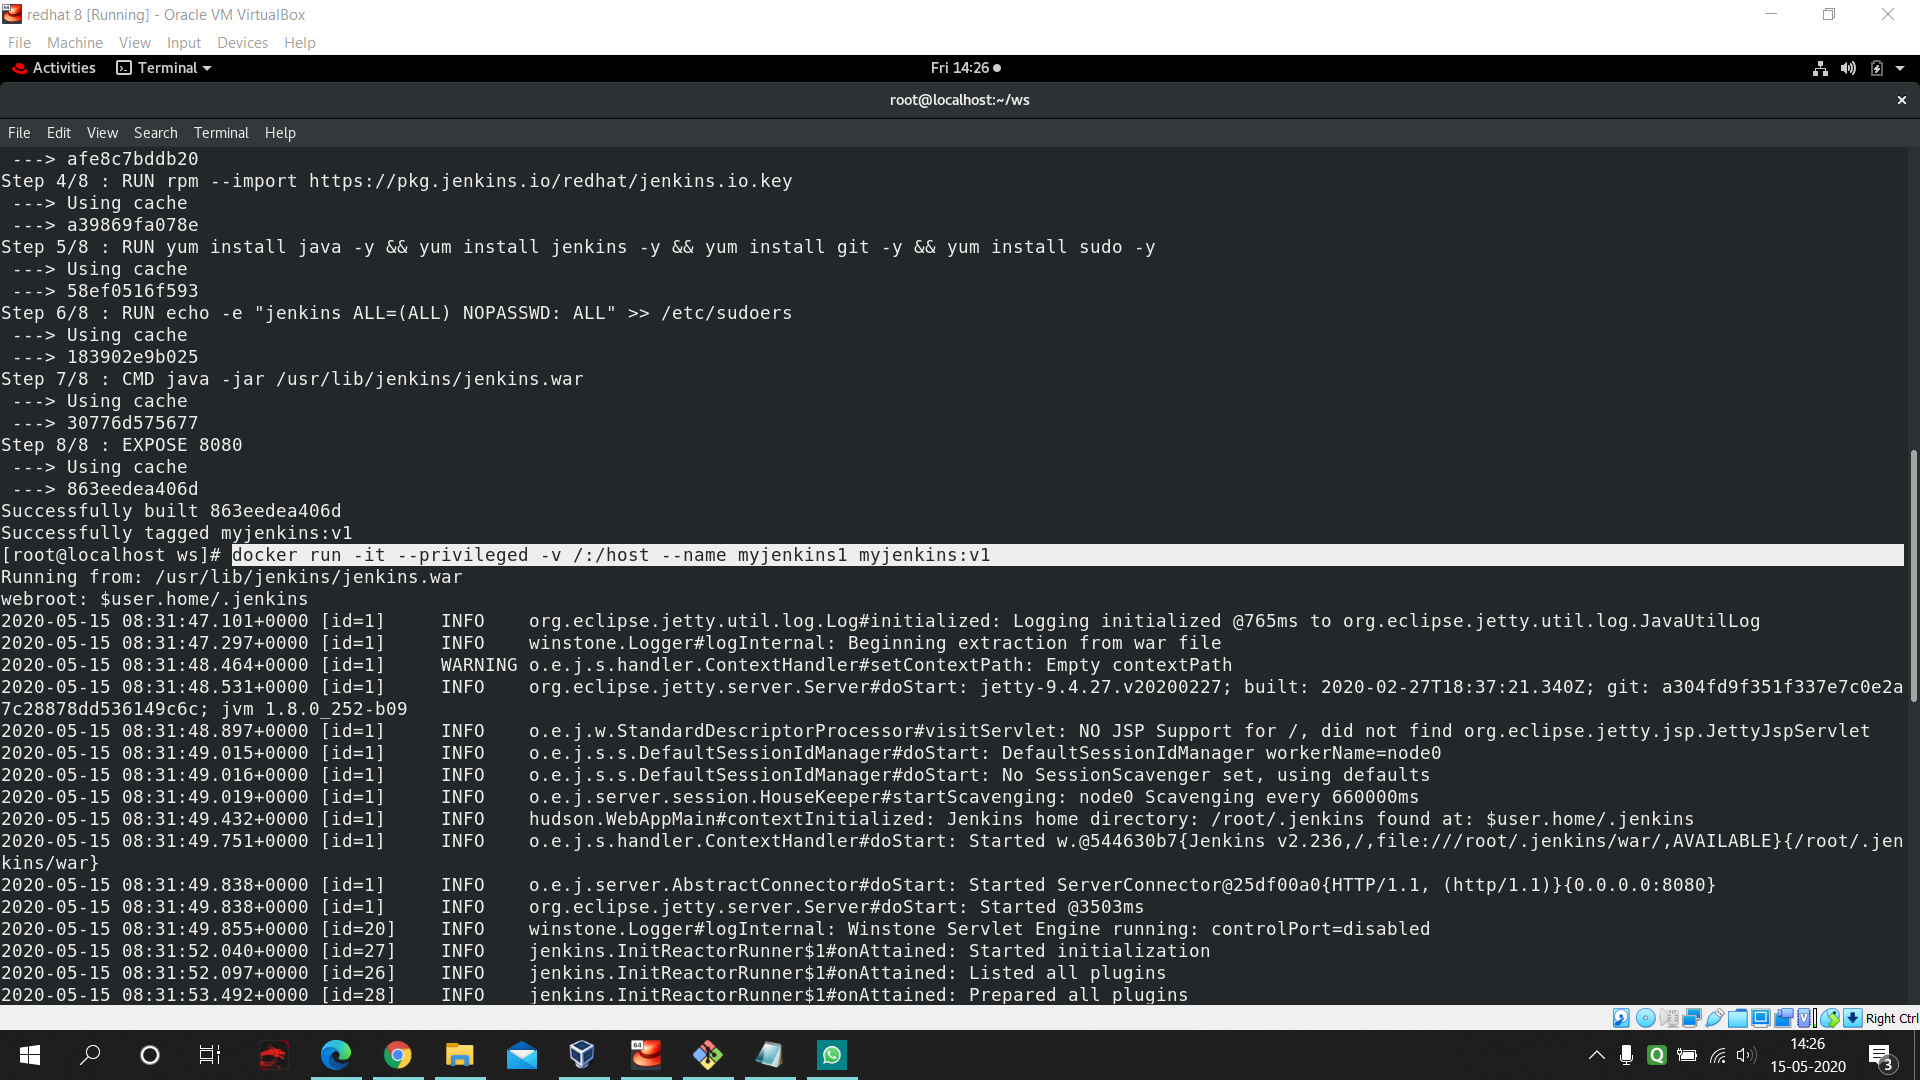 redhat 8 [Running] - Oracle VM VirtualBox
File Machine View Input Devices Help
Activities Terminal Fri 14:26
root@localhost:~/ws
File Edit View Search Terminal Help
---> afe8c7bddb20
Step 4/8 : RUN rpm --import https://pkg.jenkins.io/redhat/jenkins.io.key
---> Using cache
---> a39869fa078e
Step 5/8 : RUN yum install java -y && yum install jenkins -y && yum install git -y && yum install sudo -y
---> Using cache
---> 58ef0516f593
Step 6/8 : RUN echo -e "jenkins ALL=(ALL) NOPASSWD: ALL" >> /etc/sudoers
---> Using cache
---> 183902e9b025
Step 7/8 : CMD java -jar /usr/lib/jenkins/jenkins.war
---> Using cache
---> 30776d575677
Step 8/8 : EXPOSE 8080
---> Using cache
---> 863eedea406d
Successfully built 863eedea406d
Successfully tagged myjenkins:v1
[root@localhost ws]# docker run -it --privileged -v /:/host --name myjenkins1 myjenkins:v1
Running from: /usr/lib/jenkins/jenkins.war
webroot: $user.home/.jenkins
2020-05-15 08:31:47.101+0000 [id=1] INFO org.eclipse.jetty.util.log.Log#initialized: Logging initialized @765ms to org.eclipse.jetty.util.log.JavaUtilLog
2020-05-15 08:31:47.297+0000 [id=1] INFO winstone.Logger#logInternal: Beginning extraction from war file
2020-05-15 08:31:48.464+0000 [id=1] WARNING o.e.j.s.handler.ContextHandler#setContextPath: Empty contextPath
2020-05-15 08:31:48.531+0000 [id=1] INFO org.eclipse.jetty.server.Server#doStart: jetty-9.4.27.v20200227; built: 2020-02-27T18:37:21.340Z; git: a304fd9f351f337e7c0e2a
7c28878dd536149c6c; jvm 1.8.0_252-b09
2020-05-15 08:31:48.897+0000 [id=1] INFO o.e.j.w.StandardDescriptorProcessor#visitServlet: NO JSP Support for /, did not find org.eclipse.jetty.jsp.JettyJspServlet
2020-05-15 08:31:49.015+0000 [id=1] INFO o.e.j.s.s.DefaultSessionIdManager#doStart: DefaultSessionIdManager workerName=node0
2020-05-15 08:31:49.016+0000 [id=1] INFO o.e.j.s.s.DefaultSessionIdManager#doStart: No SessionScavenger set, using defaults
2020-05-15 08:31:49.019+0000 [id=1] INFO o.e.j.server.session.HouseKeeper#startScavenging: node0 Scavenging every 660000ms
2020-05-15 08:31:49.432+0000 [id=1] INFO hudson.WebAppMain#contextInitialized: Jenkins home directory: /root/.jenkins found at: $user.home/.jenkins
2020-05-15 08:31:49.751+0000 [id=1] INFO o.e.j.s.handler.ContextHandler#doStart: Started w.@544630b7{Jenkins v2.236,/,file:///root/.jenkins/war/,AVAILABLE}{/root/.jen
kins/war}
2020-05-15 08:31:49.838+0000 [id=1] INFO o.e.j.server.AbstractConnector#doStart: Started ServerConnector@25df00a0{HTTP/1.1, (http/1.1)}{0.0.0.0:8080}
2020-05-15 08:31:49.838+0000 [id=1] INFO org.eclipse.jetty.server.Server#doStart: Started @3503ms
2020-05-15 08:31:49.855+0000 [id=20] INFO winstone.Logger#logInternal: Winstone Servlet Engine running: controlPort=disabled
2020-05-15 08:31:52.040+0000 [id=27] INFO jenkins.InitReactorRunner$1#onAttained: Started initialization
2020-05-15 08:31:52.097+0000 [id=26] INFO jenkins.InitReactorRunner$1#onAttained: Listed all plugins
2020-05-15 08:31:53.492+0000 [id=28] INFO jenkins.InitReactorRunner$1#onAttained: Prepared all plugins
Right Ctrl
14:26
15-05-2020
3